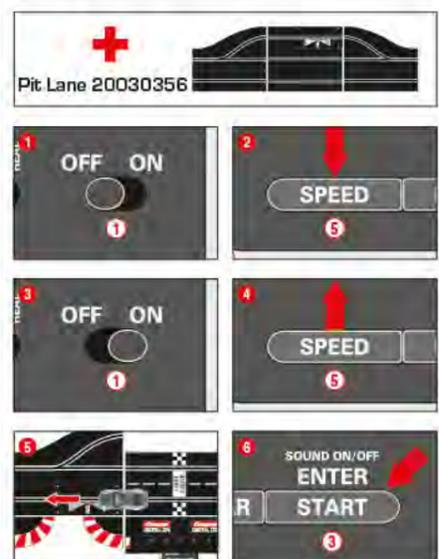 Pit Lane 20030356
1
OFF ON
1
2
SPEED
5
3
OFF ON
1
4
SPEED
5
5
6
SOUND ON/OFF
ENTER
R START
3